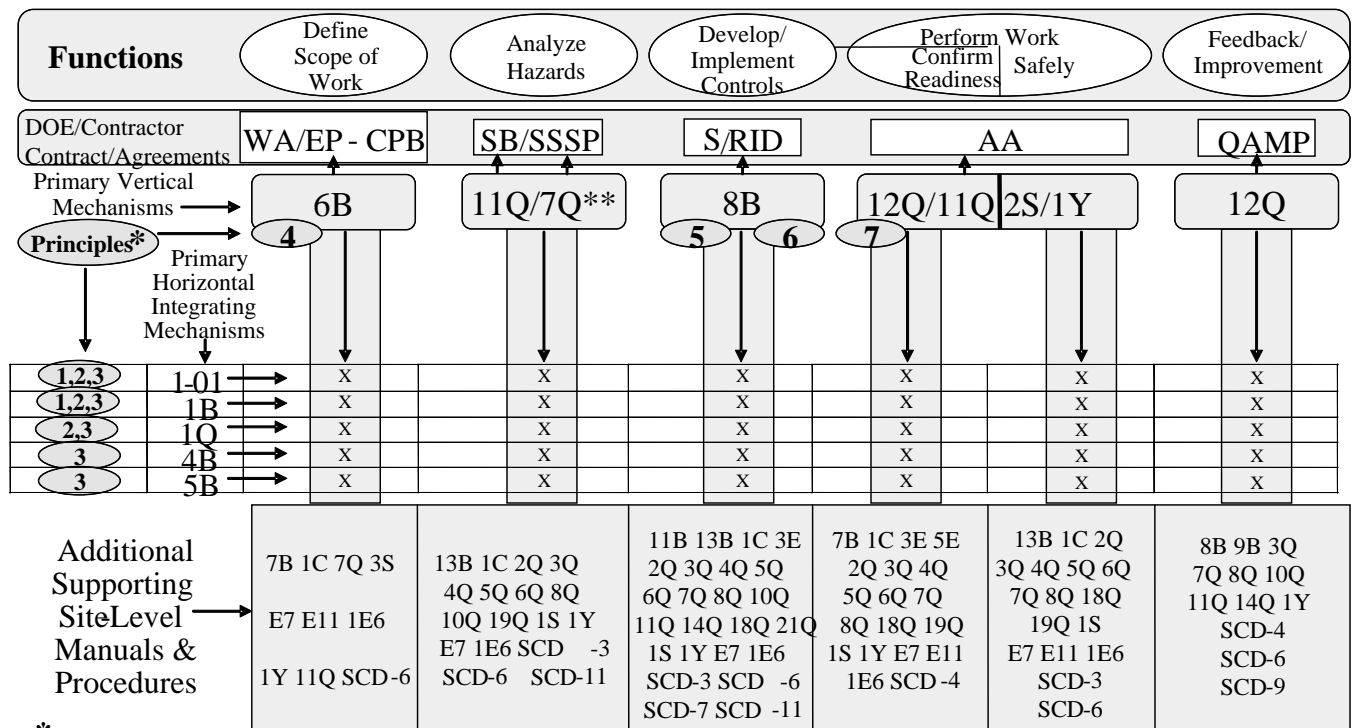 Functions
Define
Scope of
Work
Analyze
Hazards
Develop/
Implement
Controls
Perform Work
Confirm
Readiness
Safely
Feedback/
Improvement
DOE/Contractor
Contract/Agreements
WA/EP - CPB
SB/SSSP
S/RID
AA
QAMP
Primary Vertical
Mechanisms
6B
11Q/7Q**
8B
12Q/11Q
2S/1Y
12Q
Principles*
4
5
6
7
Primary
Horizontal
Integrating
Mechanisms
1,2,3 1-01 X X X X X X
1,2,3 1B X X X X X X
2,3 1Q X X X X X X
3 4B X X X X X X
3 5B X X X X X X
Additional
Supporting
Site-Level
Manuals &
Procedures
7B 1C 7Q 3S
E7 E11 1E6
1Y 11Q SCD-6
13B 1C 2Q 3Q
4Q 5Q 6Q 8Q
10Q 19Q 1S 1Y
E7 1E6 SCD -3
SCD-6 SCD-11
11B 13B 1C 3E
2Q 3Q 4Q 5Q
6Q 7Q 8Q 10Q
11Q 14Q 18Q 21Q
1S 1Y E7 1E6
SCD-3 SCD -6
SCD-7 SCD -11
7B 1C 3E 5E
2Q 3Q 4Q
5Q 6Q 7Q
8Q 18Q 19Q
1S 1Y E7 E11
1E6 SCD-4
13B 1C 2Q
3Q 4Q 5Q 6Q
7Q 8Q 18Q
19Q 1S
E7 E11 1E6
SCD-3
SCD-6
8B 9B 3Q
7Q 8Q 10Q
11Q 14Q 1Y
SCD-4
SCD-6
SCD-9
*